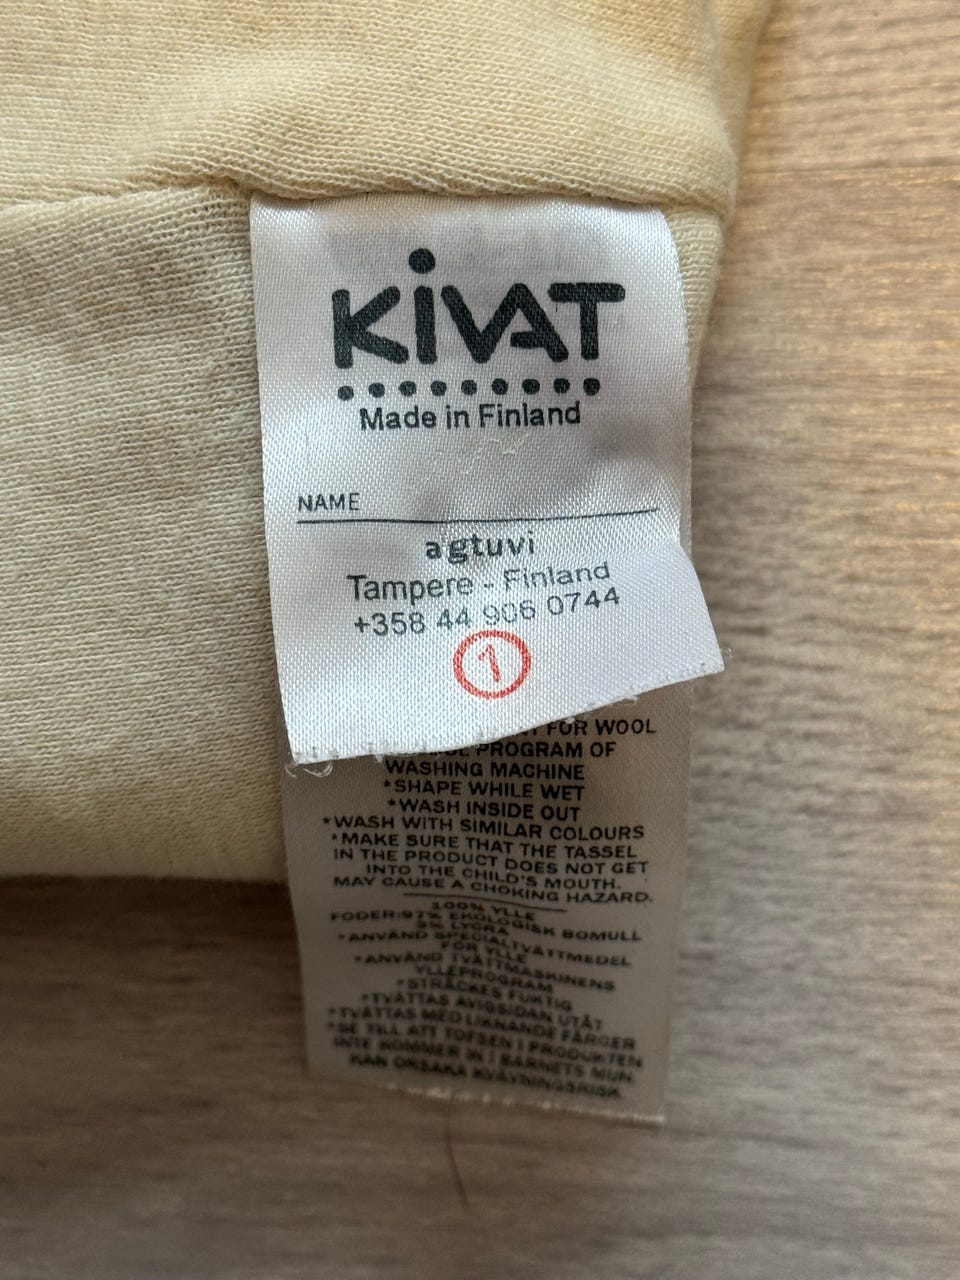 KiVAT
Made in Finland
NAME
agtuvi
Tampere - Finland
+358 44 906 0744
1
FOR WOOL
PROGRAM OF
WASHING MACHINE
*SHAPE WHILE WET
*WASH INSIDE OUT
*WASH WITH SIMILAR COLOURS
*MAKE SURE THAT THE TASSEL
IN THE PRODUCT DOES NOT GET
INTO THE CHILD'S MOUTH.
MAY CAUSE A CHOKING HAZARD.
100% YLLE
FODER:97% EKOLOGISK BOMULL
3% LYCRA
*ANVÄND SPECIALTVÄTTMEDEL
FÖR YLLE
*ANVÄND TVÄTTMASKINENS
YLLEPROGRAM
*STRÄCKES FUKTIG
*TVÄTTAS AVIGSIDAN UTÅT
*TVÄTTAS MED LIKNANDE FÄRGER
*SE TILL ATT TOFSEN I PRODUKTEN
INTE KOMMER IN I BARNETS MUN.
KAN ORSAKA KVÄVNINGSRISK